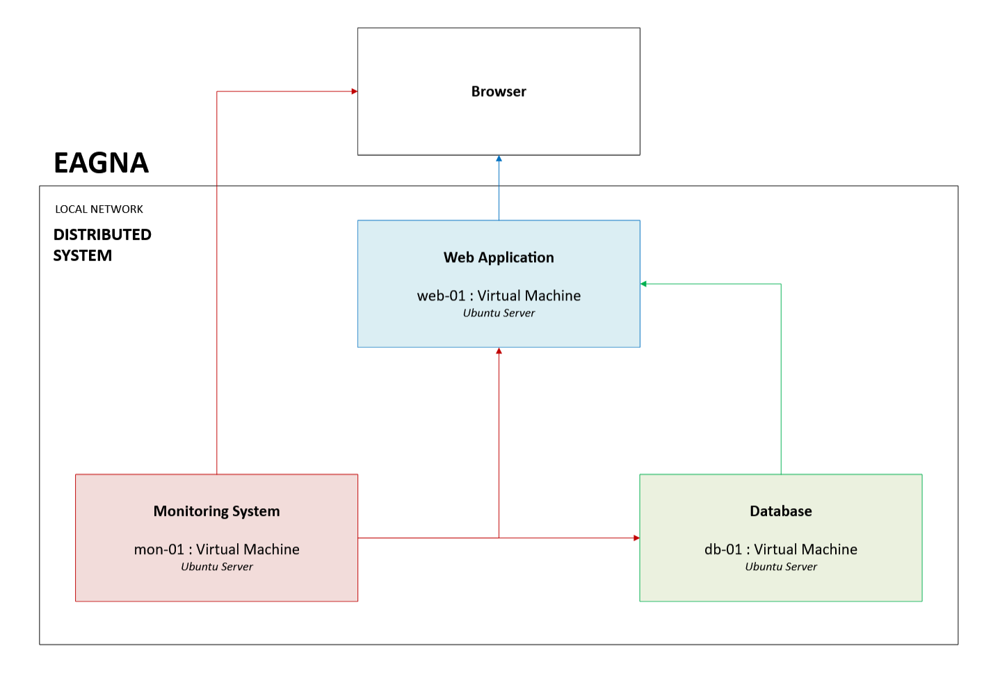 Browser
EAGNA
LOCAL NETWORK
DISTRIBUTED
SYSTEM
Web Application
web-01 : Virtual Machine
Ubuntu Server
Monitoring System
mon-01 : Virtual Machine
Ubuntu Server
Database
db-01 : Virtual Machine
Ubuntu Server